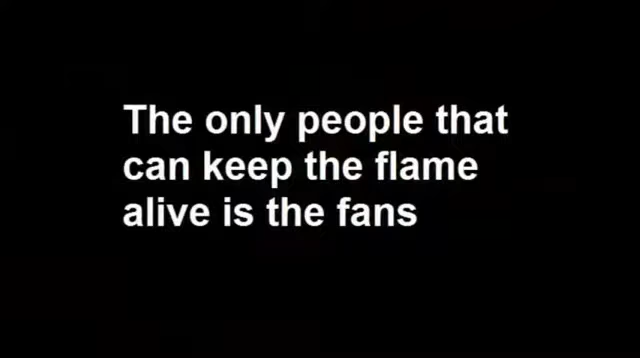 The only people that
can keep the flame
alive is the fans